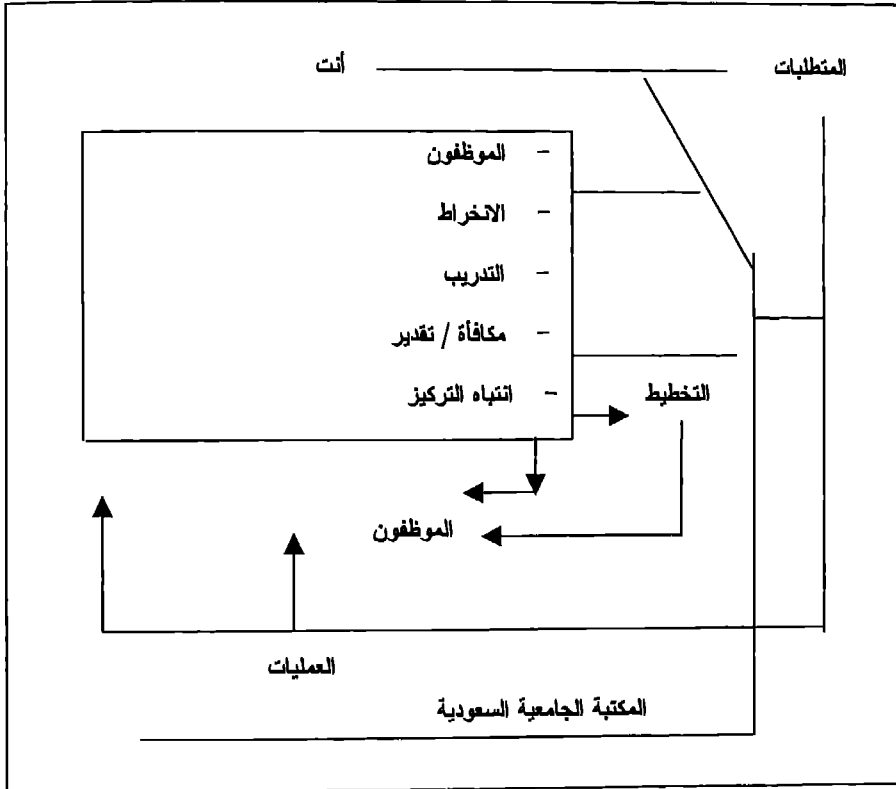 المتطلبات أنت
- الموظفون
- الانخراط
- التدريب
- مكافأة / تقدير
- انتباه التركيز
التخطيط
الموظفون
العمليات
المكتبة الجامعية السعودية